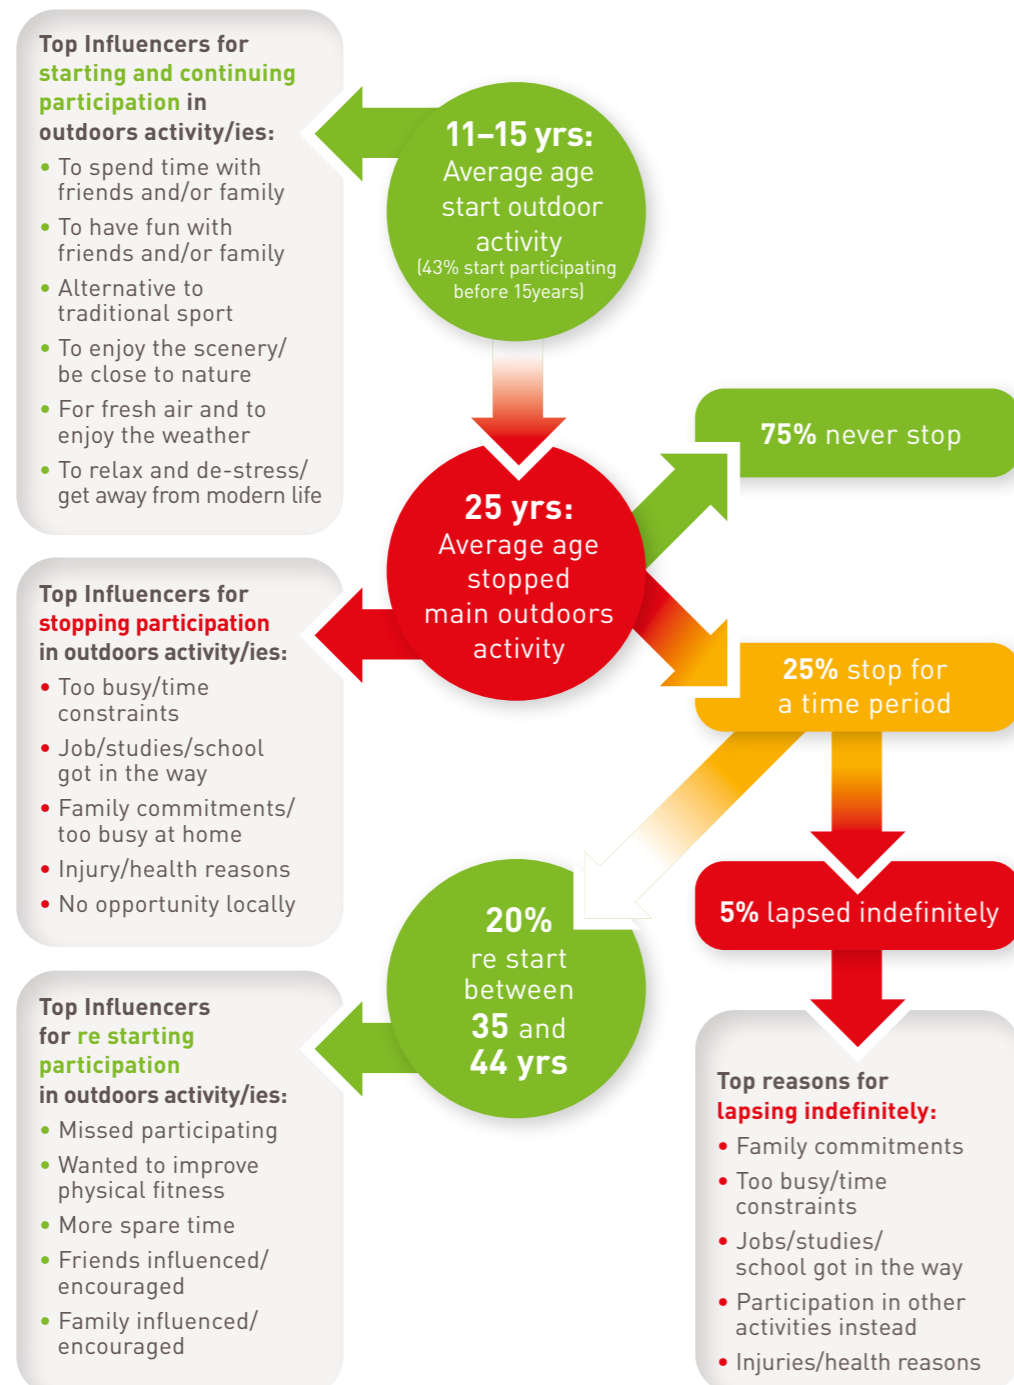 Top Influencers for
starting and continuing
participation in
outdoors activity/ies:
• To spend time with
friends and/or family
• To have fun with
friends and/or family
• Alternative to
traditional sport
• To enjoy the scenery/
be close to nature
• For fresh air and to
enjoy the weather
• To relax and de-stress/
get away from modern life
11–15 yrs:
Average age
start outdoor
activity
(43% start participating
before 15years)
75% never stop
25 yrs:
Average age
stopped
main outdoors
activity
Top Influencers for
stopping participation
in outdoors activity/ies:
• Too busy/time
constraints
• Job/studies/school
got in the way
• Family commitments/
too busy at home
• Injury/health reasons
• No opportunity locally
25% stop for
a time period
20%
re start
between
35 and
44 yrs
5% lapsed indefinitely
Top Influencers
for re starting
participation
in outdoors activity/ies:
• Missed participating
• Wanted to improve
physical fitness
• More spare time
• Friends influenced/
encouraged
• Family influenced/
encouraged
Top reasons for
lapsing indefinitely:
• Family commitments
• Too busy/time
constraints
• Jobs/studies/
school got in the way
• Participation in other
activities instead
• Injuries/health reasons